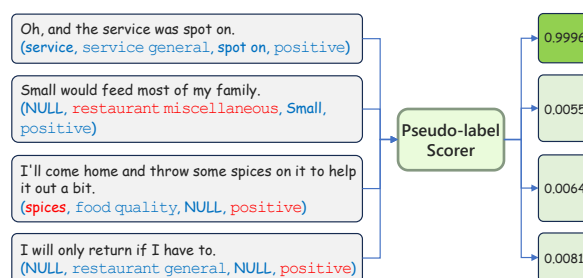 Oh, and the service was spot on.
(service, service general, spot on, positive)
Small would feed most of my family.
(NULL, restaurant miscellaneous, Small,
positive)
I'll come home and throw some spices on it to help
it out a bit.
(spices, food quality, NULL, positive)
I will only return if I have to.
(NULL, restaurant general, NULL, positive)
Pseudo-label
Scorer
0.9996
0.0055
0.0064
0.0081